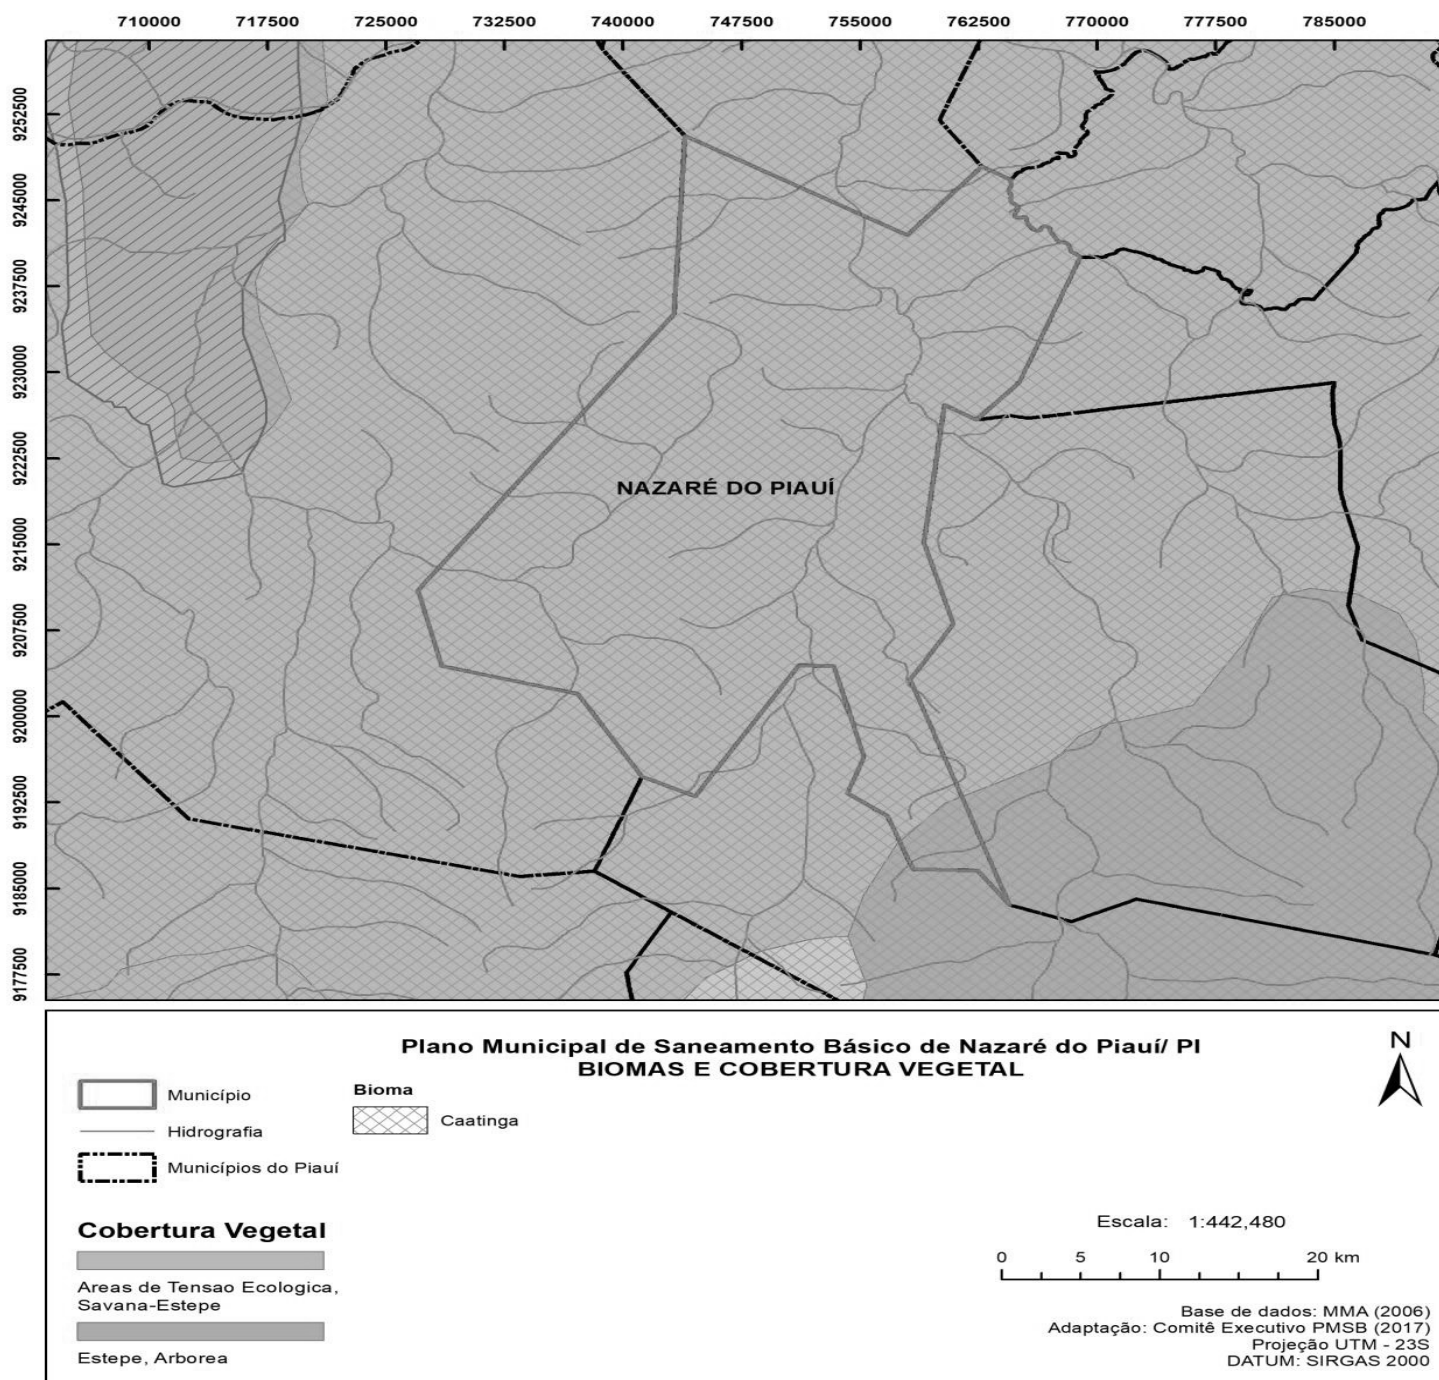 710000 717500 725000 732500 740000 747500 755000 762500 770000 777500 785000
9252500
9245000
9237500
9230000
9222500
9215000
9207500
9200000
9192500
9185000
9177500
NAZARÉ DO PIAUÍ
Plano Municipal de Saneamento Básico de Nazaré do Piauí/ PI
BIOMAS E COBERTURA VEGETAL
N
Município
Hidrografia
Municípios do Piauí
Bioma
Caatinga
Cobertura Vegetal
Areas de Tensao Ecologica,
Savana-Estepe
Estepe, Arborea
Escala: 1:442,480
0 5 10 20 km
Base de dados: MMA (2006)
Adaptação: Comitê Executivo PMSB (2017)
Projeção UTM - 23S
DATUM: SIRGAS 2000